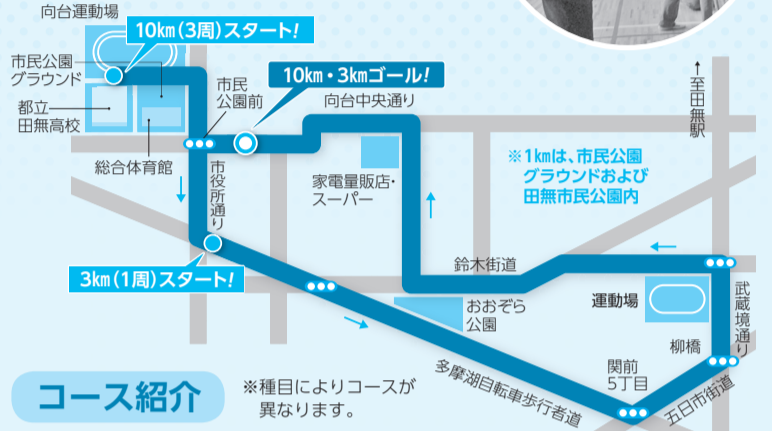 向台運動場
10km(3周)スタート!
市民公園
グラウンド
都立
田無高校
総合体育館
市民
公園前
10km・3kmゴール!
向台中央通り
↑至田無駅
※1kmは、市民公園
グラウンドおよび
田無市民公園内
家電量販店・
スーパー
市役所通り
3km(1周)スタート!
鈴木街道
おおぞら
公園
運動場
武蔵境通り
柳橋
関前
5丁目
五日市街道
多摩湖自転車歩行者道
コース紹介
※種目によりコースが
異なります。